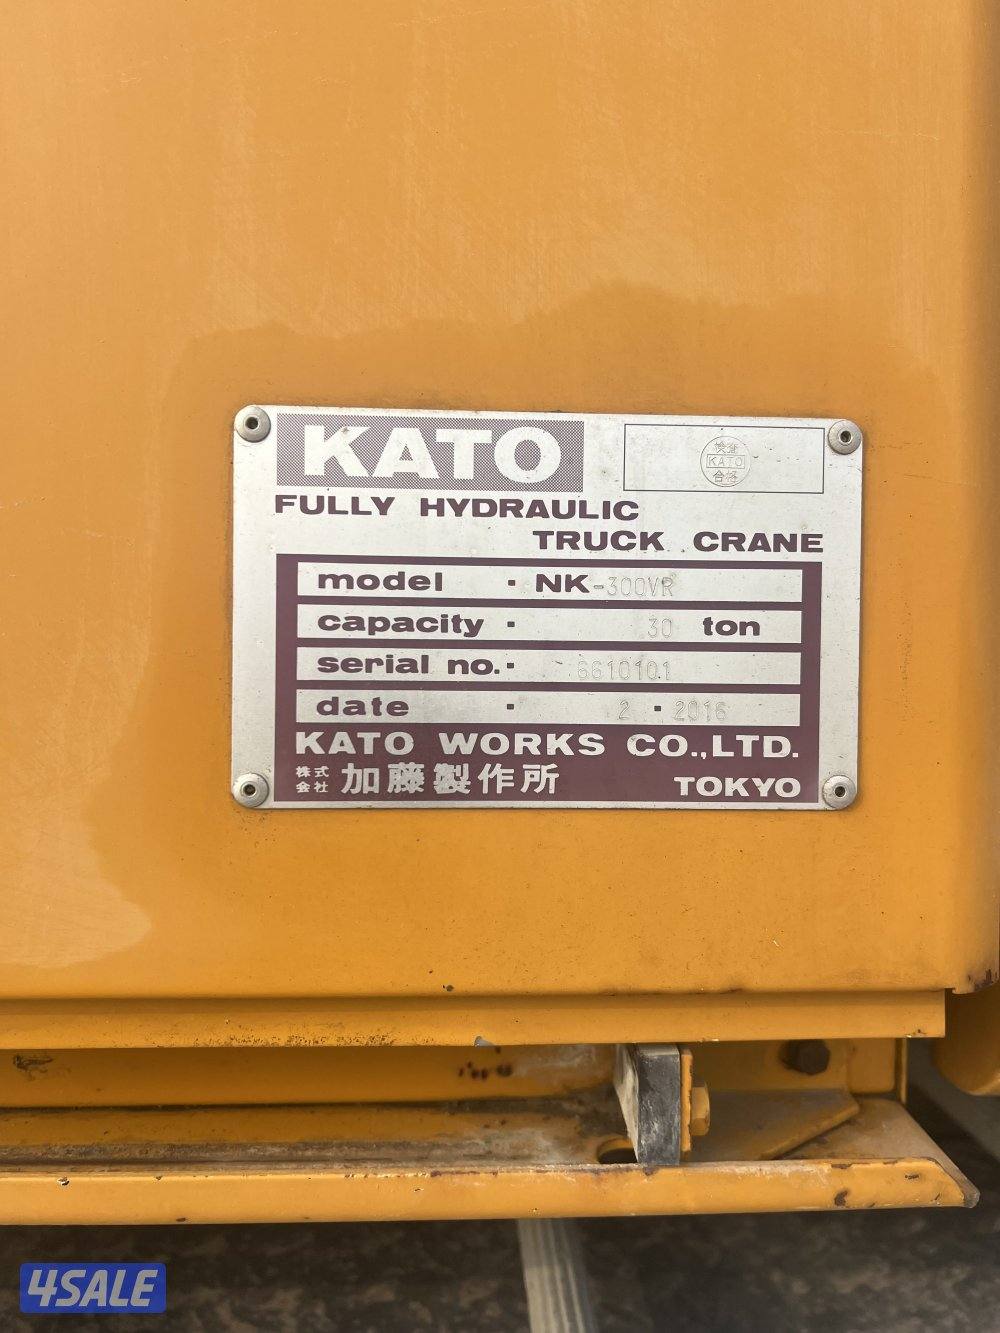 KATO
検査
KATO
合格
FULLY HYDRAULIC
TRUCK CRANE
model · NK-300VR
capacity · 30 ton
serial no. · 6610101
date · 2 · 2016
KATO WORKS CO.,LTD.
株式会社 加藤製作所 TOKYO
4SALE